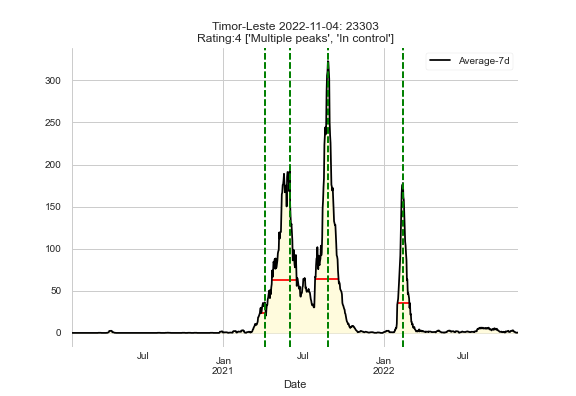 Timor-Leste 2022-11-04: 23303
Rating:4 ['Multiple peaks', 'In control']
Average-7d
300
250
200
150
100
50
0
Jul
Jan
2021
Jul
Jan
2022
Jul
Date